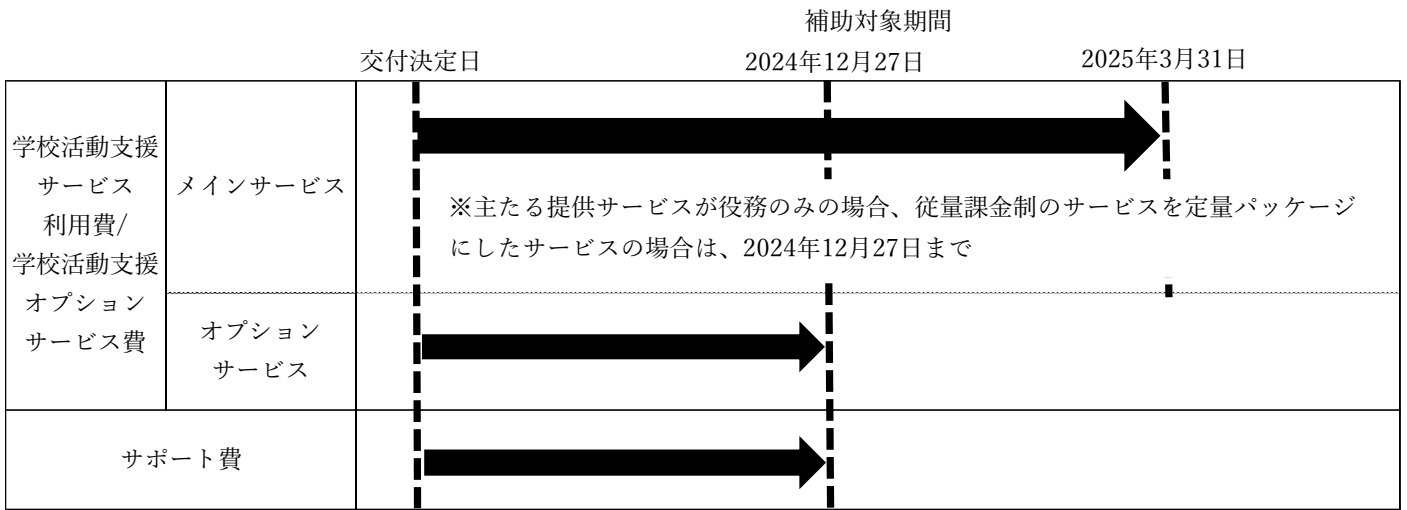 補助対象期間
交付決定日
2024年12月27日
2025年3月31日
学校活動支援
サービス
利用費/
学校活動支援
オプション
サービス費
メインサービス
※主たる提供サービスが役務のみの場合、従量課金制のサービスを定量パッケージ
にしたサービスの場合は、2024年12月27日まで
オプション
サービス
サポート費